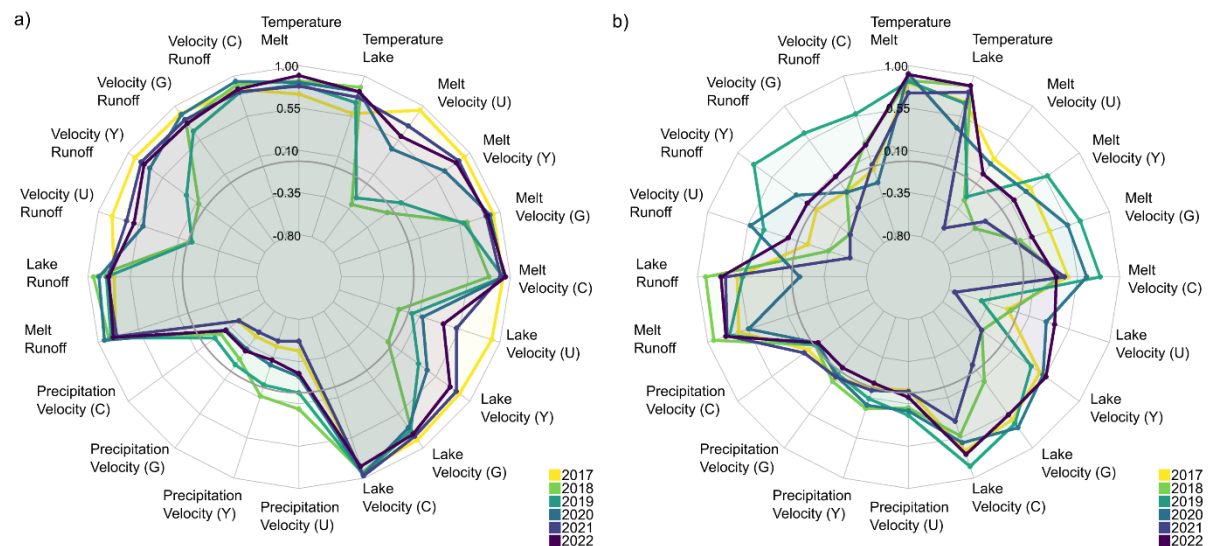 a)
Temperature
Melt
Temperature
Lake
Melt
Velocity (U)
Melt
Velocity (Y)
Melt
Velocity (G)
Melt
Velocity (C)
Lake
Velocity (U)
Lake
Velocity (Y)
Lake
Velocity (G)
Lake
Velocity (C)
Precipitation
Velocity (U)
Precipitation
Velocity (Y)
Precipitation
Velocity (G)
Precipitation
Velocity (C)
Melt
Runoff
Lake
Runoff
Velocity (U)
Runoff
Velocity (Y)
Runoff
Velocity (G)
Runoff
Velocity (C)
Runoff
1.00
0.55
0.10
-0.35
-0.80
2017
2018
2019
2020
2021
2022
b)
Temperature
Melt
Temperature
Lake
Melt
Velocity (U)
Melt
Velocity (Y)
Melt
Velocity (G)
Melt
Velocity (C)
Lake
Velocity (U)
Lake
Velocity (Y)
Lake
Velocity (G)
Lake
Velocity (C)
Precipitation
Velocity (U)
Precipitation
Velocity (Y)
Precipitation
Velocity (G)
Precipitation
Velocity (C)
Melt
Runoff
Lake
Runoff
Velocity (U)
Runoff
Velocity (Y)
Runoff
Velocity (G)
Runoff
Velocity (C)
Runoff
1.00
0.55
0.10
-0.35
-0.80
2017
2018
2019
2020
2021
2022